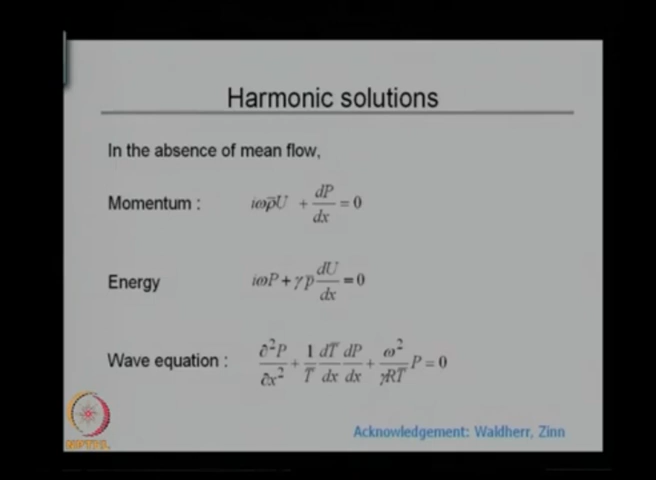 Harmonic solutions
In the absence of mean flow,
Momentum : iωρ̄U + dP/dx = 0
Energy iωP + γp̄ dU/dx = 0
Wave equation : ∂²P/∂x² + 1/T̄ dT̄/dx dP/dx + ω²/γRT̄ P = 0
NPTEL
Acknowledgement: Waldherr, Zinn